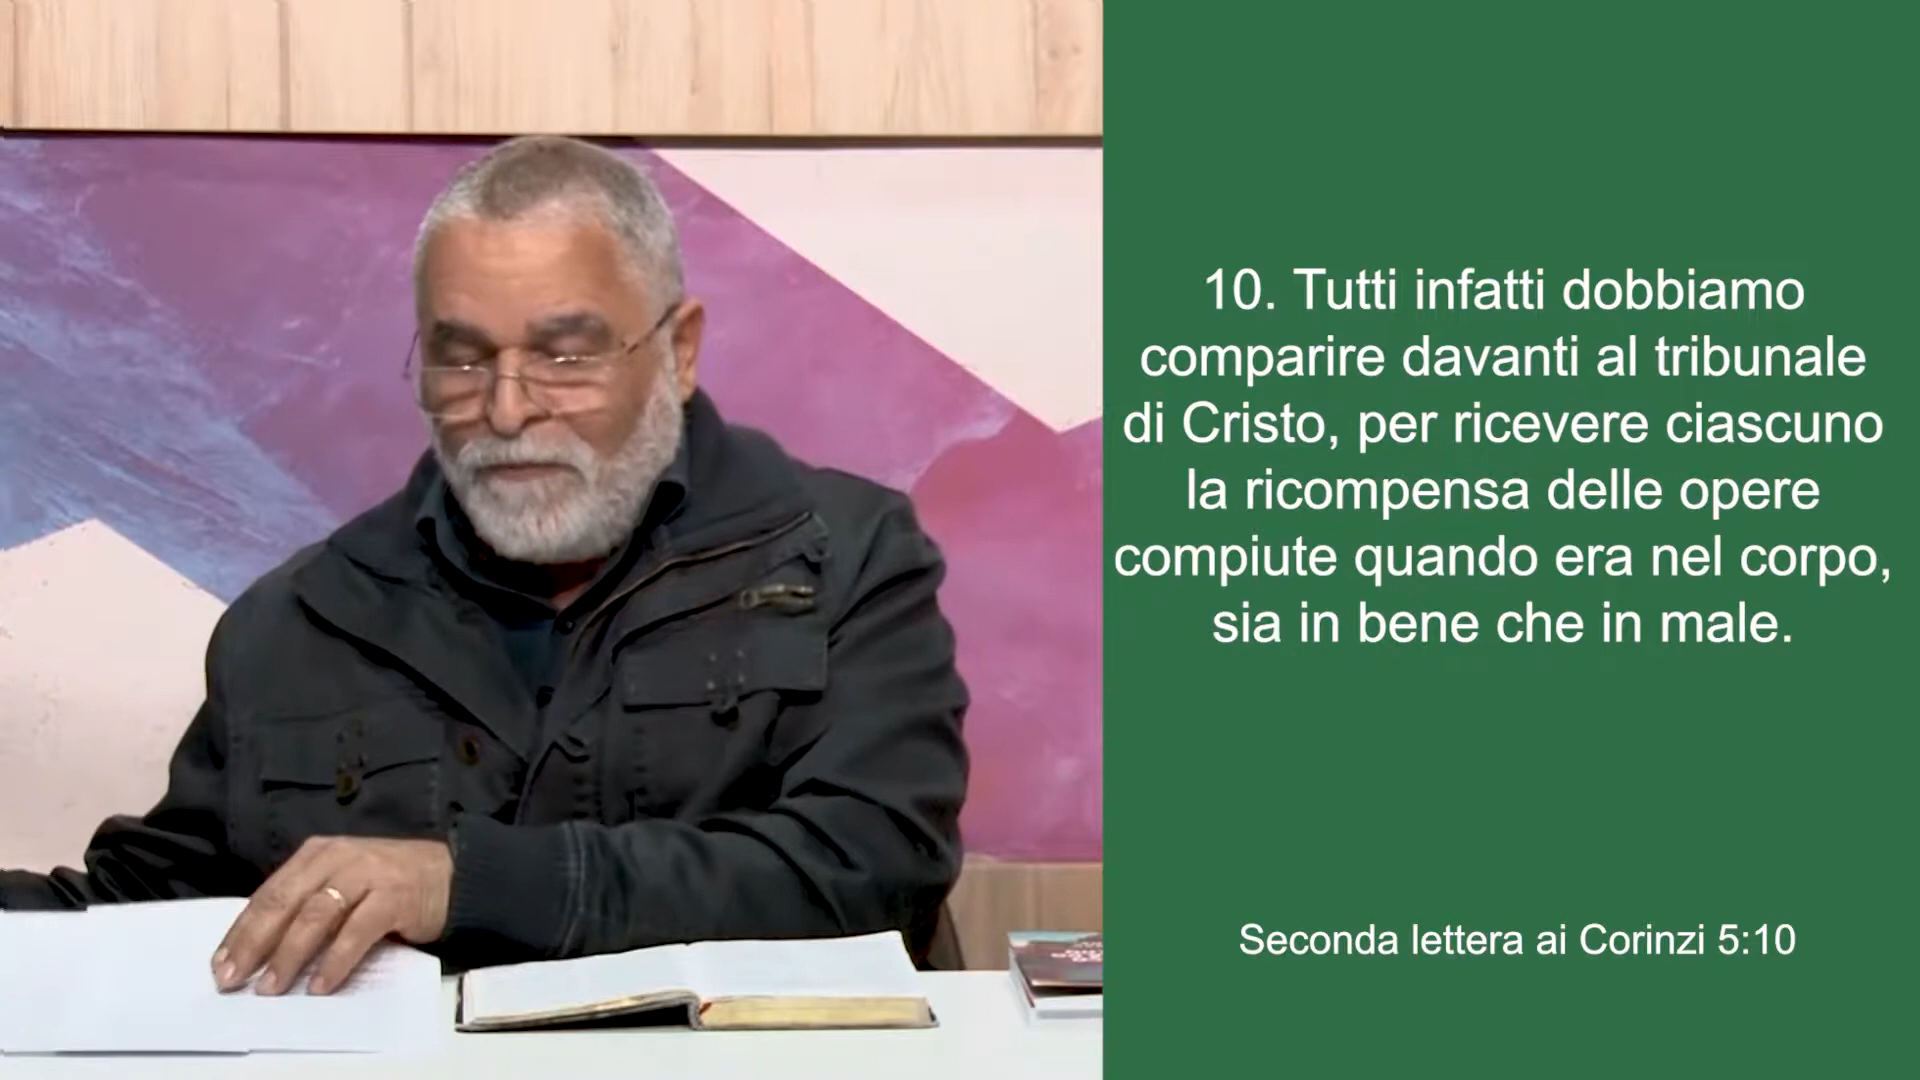 10. Tutti infatti dobbiamo
comparire davanti al tribunale
di Cristo, per ricevere ciascuno
la ricompensa delle opere
compiute quando era nel corpo,
sia in bene che in male.
Seconda lettera ai Corinzi 5:10